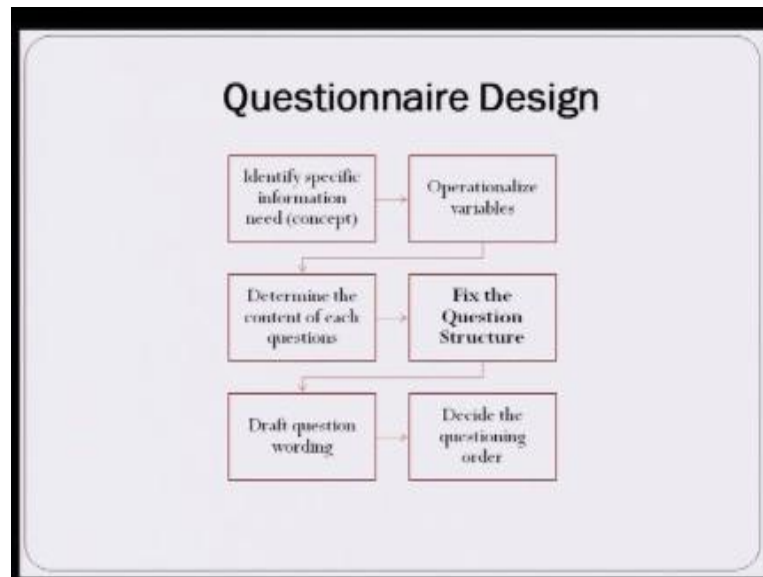 Questionnaire Design
Identify specific
information
need (concept)
Operationalize
variables
Determine the
content of each
questions
Fix the
Question
Structure
Draft question
wording
Decide the
questioning
order